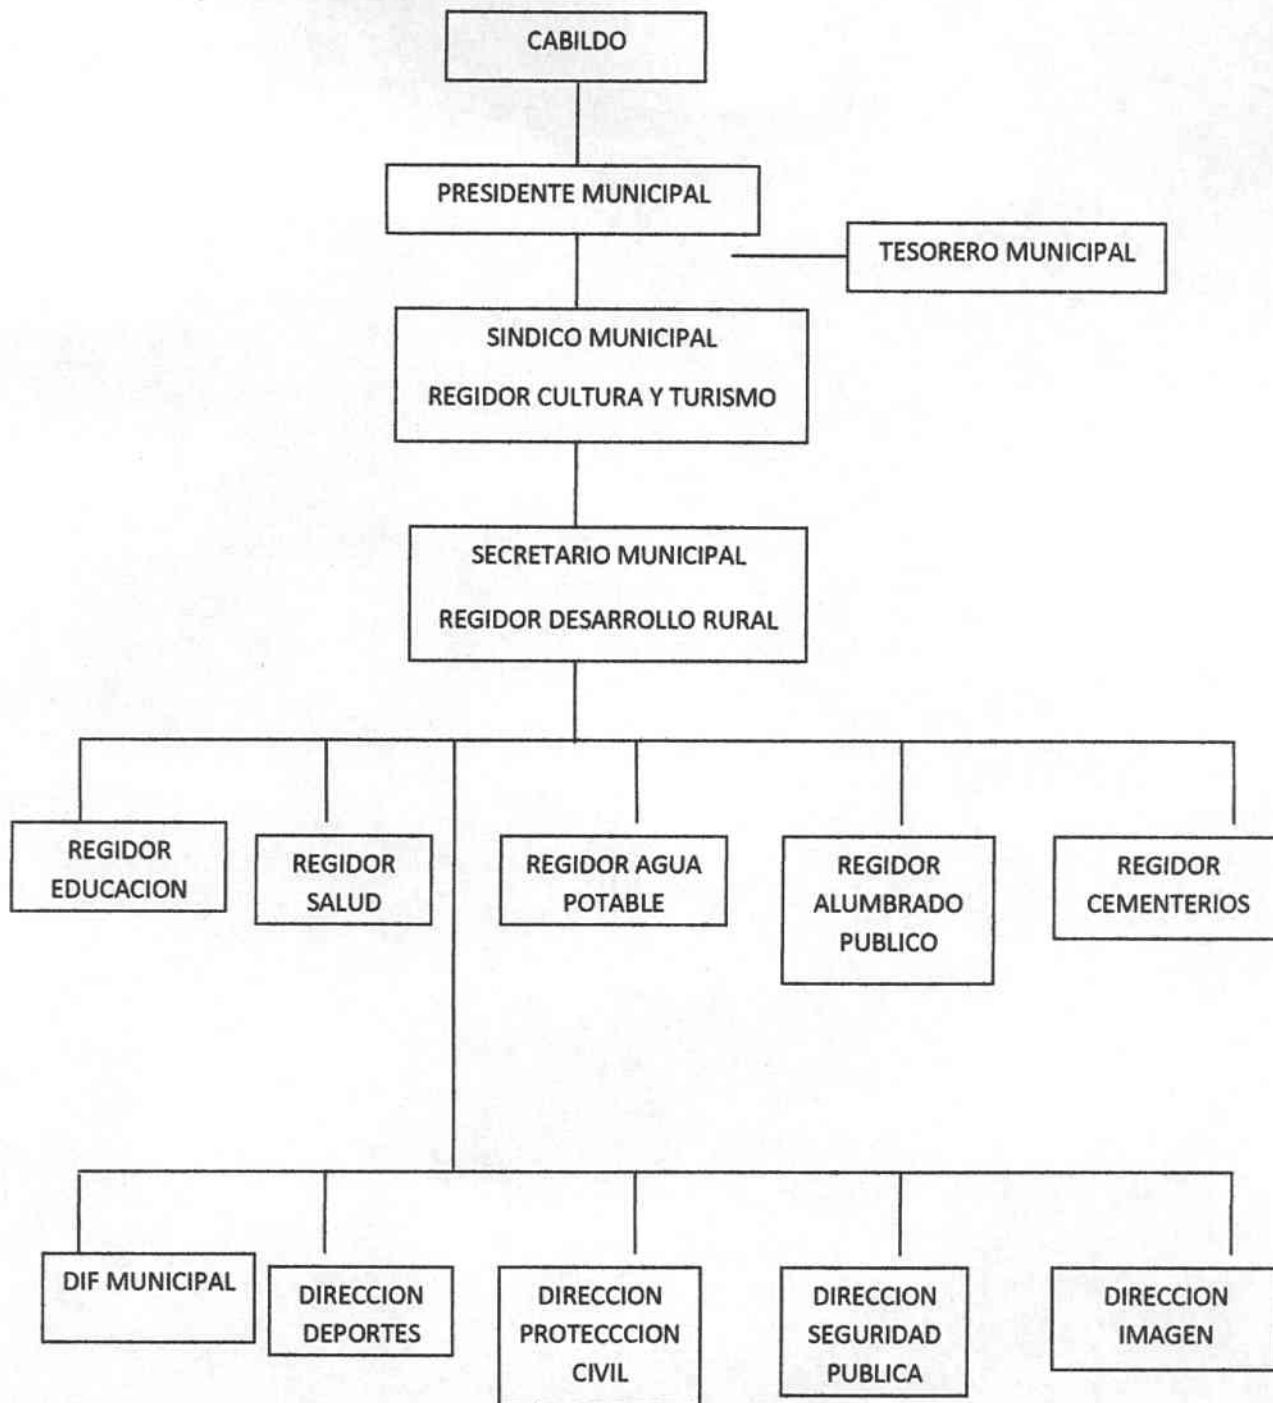 CABILDO
PRESIDENTE MUNICIPAL
TESORERO MUNICIPAL
SINDICO MUNICIPAL
REGIDOR CULTURA Y TURISMO
SECRETARIO MUNICIPAL
REGIDOR DESARROLLO RURAL
REGIDOR
EDUCACION
REGIDOR
SALUD
REGIDOR AGUA
POTABLE
REGIDOR
ALUMBRADO
PUBLICO
REGIDOR
CEMENTERIOS
DIF MUNICIPAL
DIRECCION
DEPORTES
DIRECCION
PROTECCCION
CIVIL
DIRECCION
SEGURIDAD
PUBLICA
DIRECCION
IMAGEN